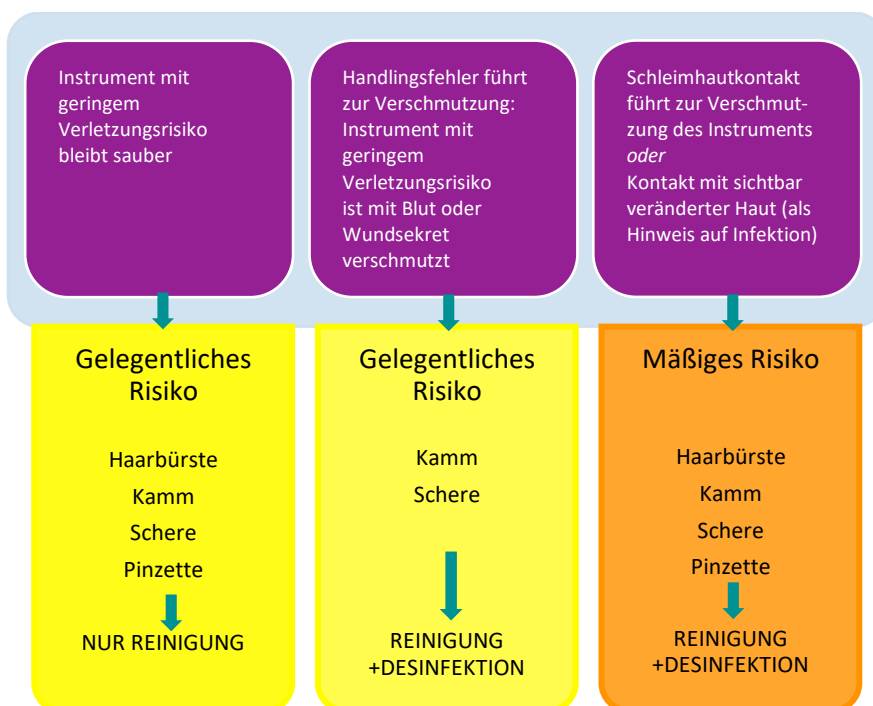 Instrument mit
geringem
Verletzungsrisiko
bleibt sauber
Handlingsfehler führt
zur Verschmutzung:
Instrument mit
geringem
Verletzungsrisiko
ist mit Blut oder
Wundsekret
verschmutzt
Schleimhautkontakt
führt zur Verschmut-
zung des Instruments
oder
Kontakt mit sichtbar
veränderter Haut (als
Hinweis auf Infektion)
Gelegentliches
Risiko
Haarbürste
Kamm
Schere
Pinzette
NUR REINIGUNG
Gelegentliches
Risiko
Kamm
Schere
REINIGUNG
+DESINFEKTION
Mäßiges Risiko
Haarbürste
Kamm
Schere
Pinzette
REINIGUNG
+DESINFEKTION